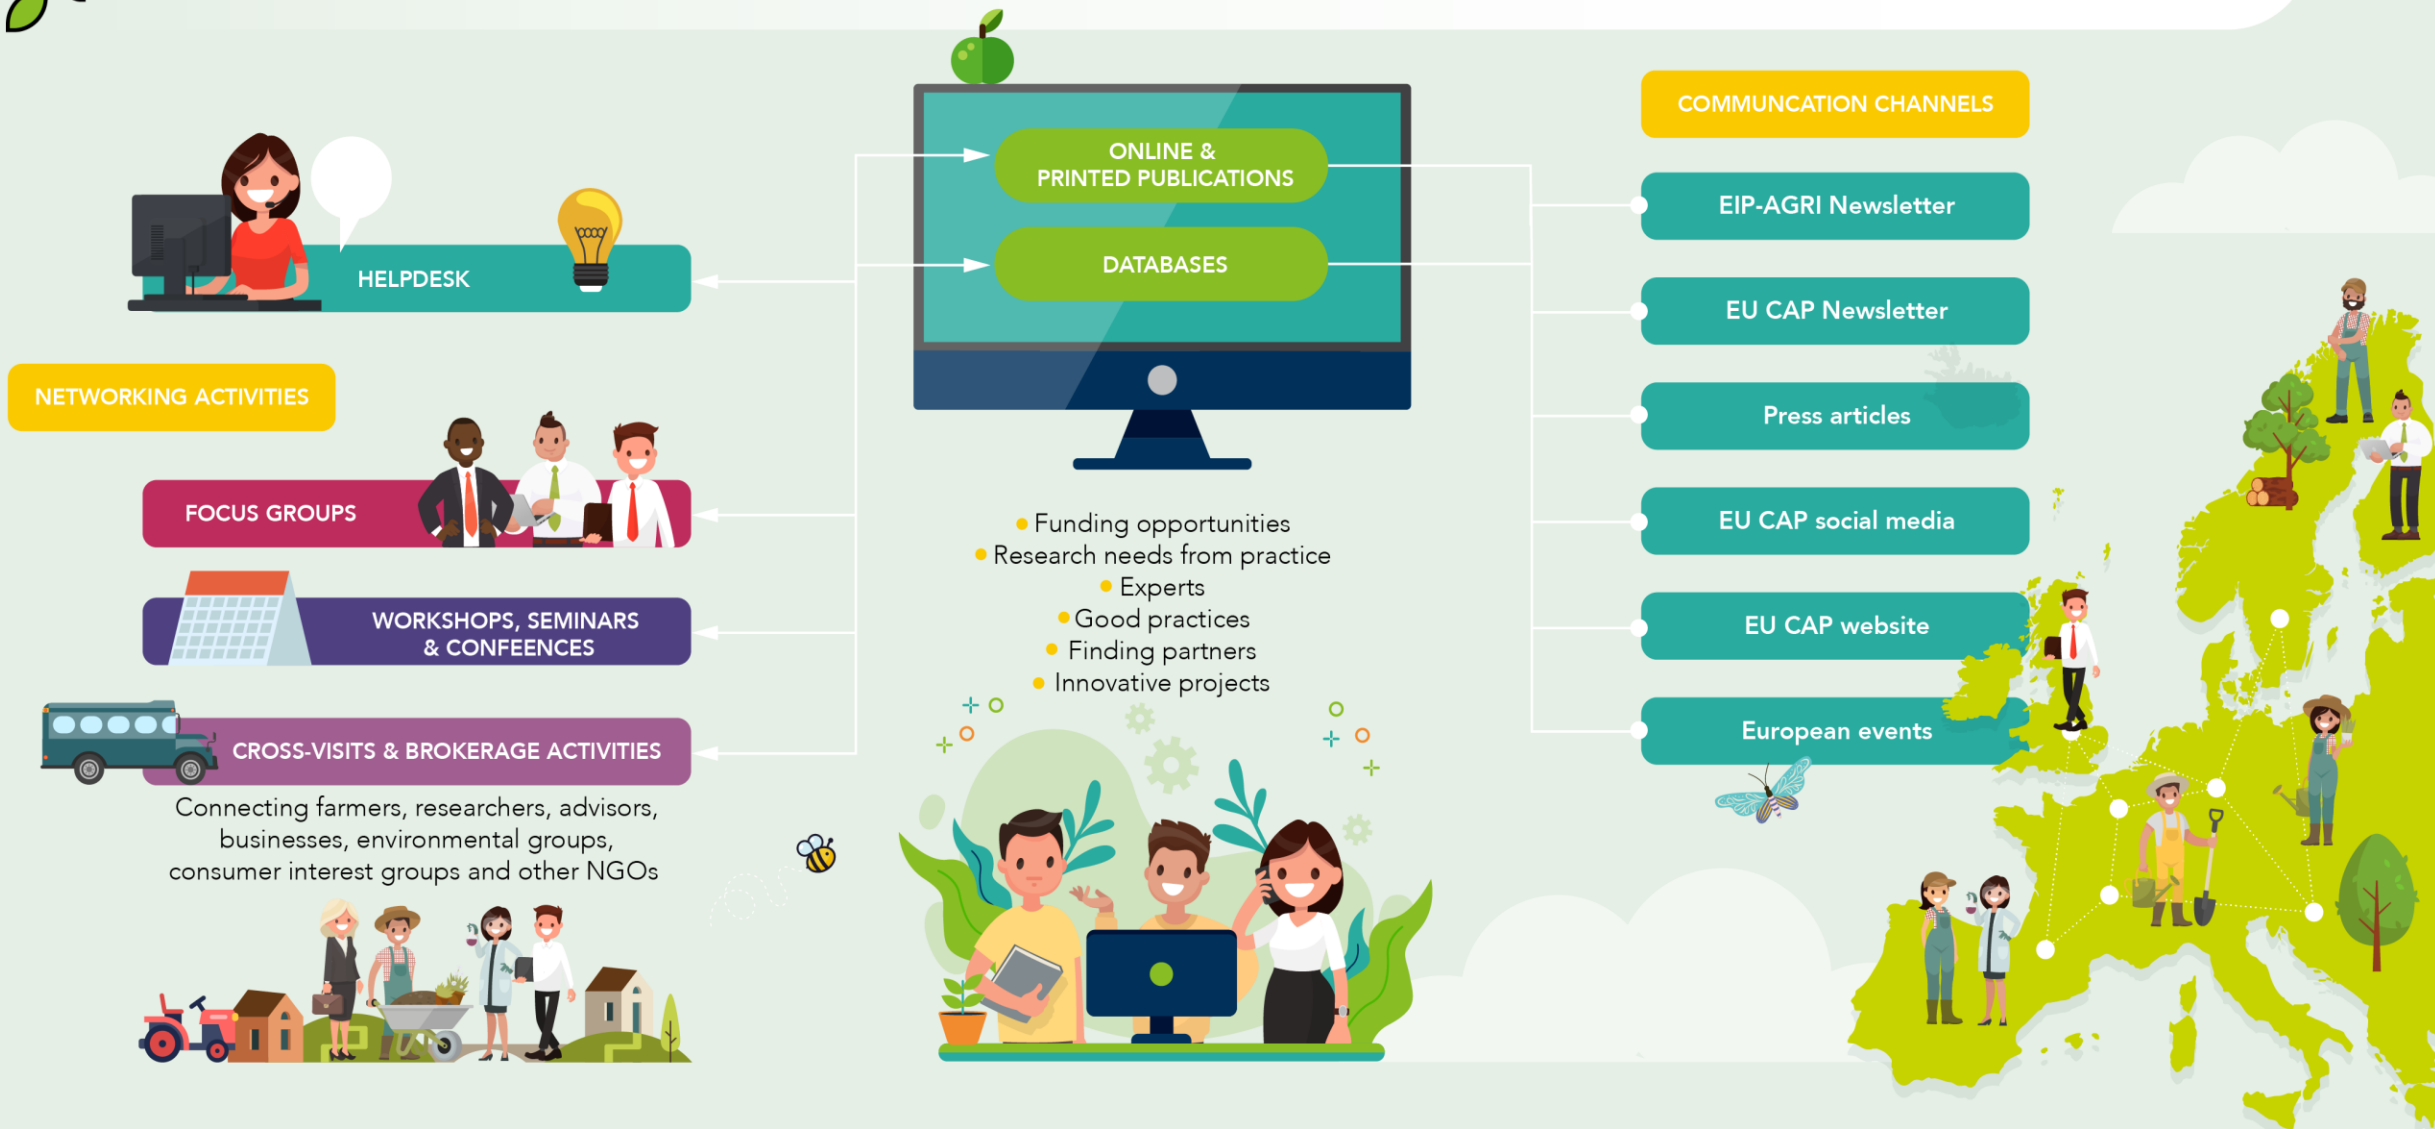 HELPDESK
NETWORKING ACTIVITIES
FOCUS GROUPS
WORKSHOPS, SEMINARS
& CONFEENCES
CROSS-VISITS & BROKERAGE ACTIVITIES
Connecting farmers, researchers, advisors,
businesses, environmental groups,
consumer interest groups and other NGOs
ONLINE &
PRINTED PUBLICATIONS
DATABASES
Funding opportunities
Research needs from practice
Experts
Good practices
Finding partners
Innovative projects
COMMUNCATION CHANNELS
EIP-AGRI Newsletter
EU CAP Newsletter
Press articles
EU CAP social media
EU CAP website
European events